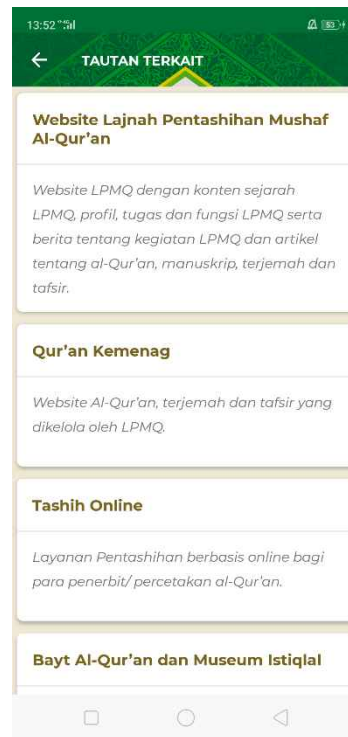 13:52
53
TAUTAN TERKAIT
Website Lajnah Pentashihan Mushaf
Al-Qur'an
Website LPMQ dengan konten sejarah
LPMQ, profil, tugas dan fungsi LPMQ serta
berita tentang kegiatan LPMQ dan artikel
tentang al-Qur'an, manuskrip, terjemah dan
tafsir.
Qur'an Kemenag
Website Al-Qur'an, terjemah dan tafsir yang
dikelola oleh LPMQ.
Tashih Online
Layanan Pentashihan berbasis online bagi
para penerbit/ percetakan al-Qur'an.
Bayt Al-Qur'an dan Museum Istiqlal